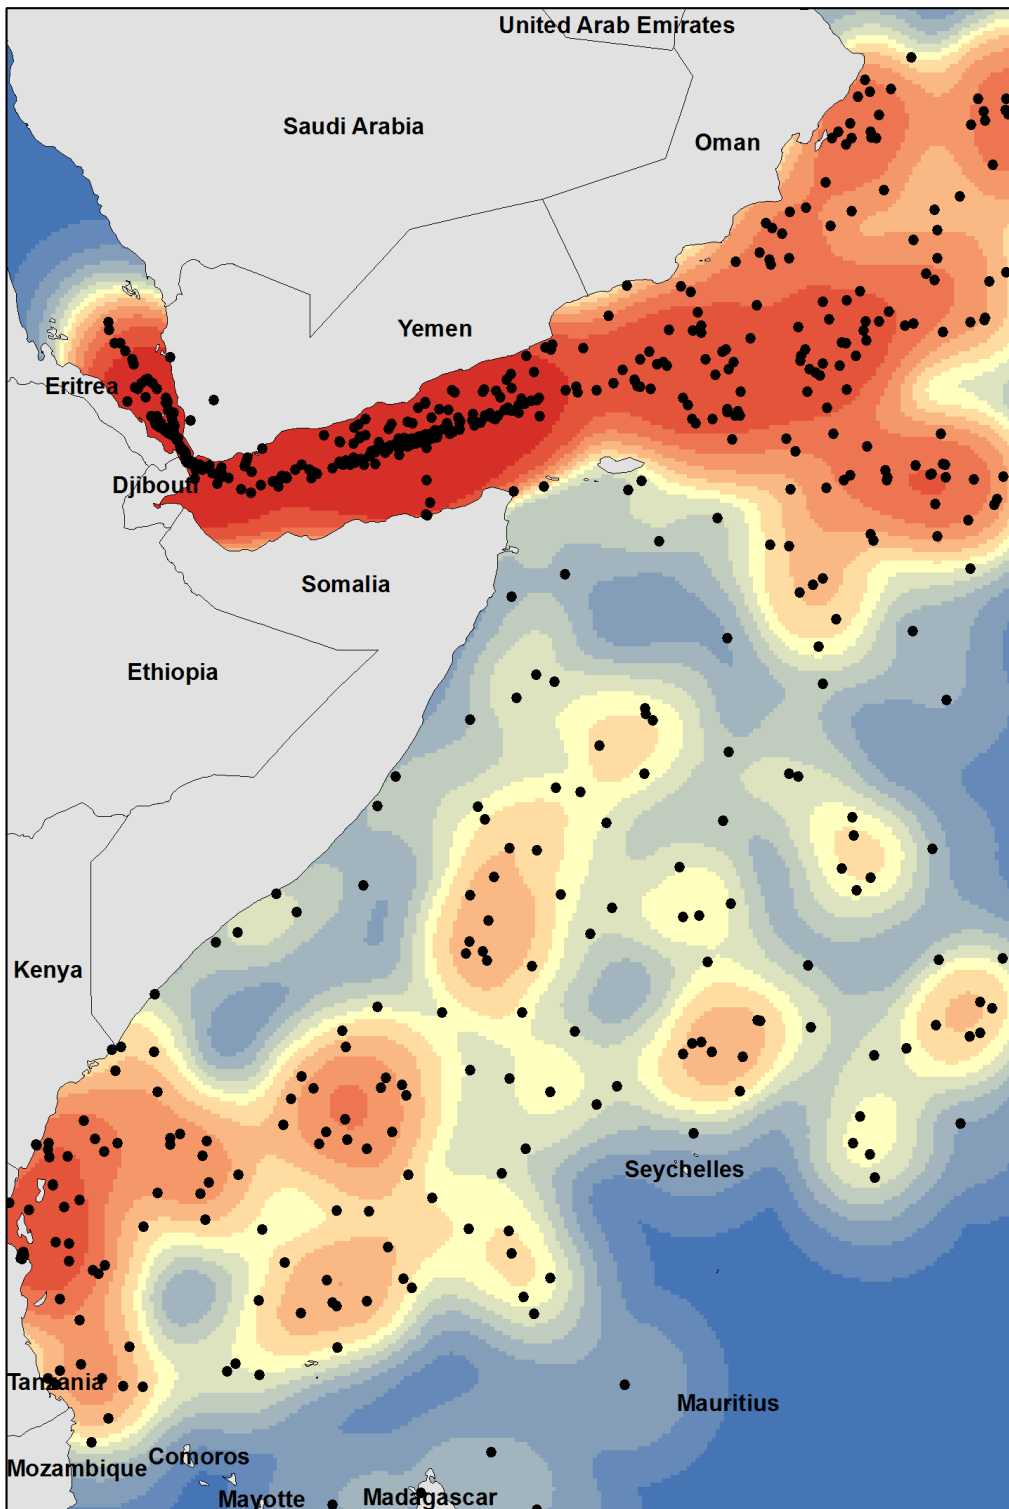 United Arab Emirates
Saudi Arabia
Oman
Yemen
Eritrea
Djibouti
Somalia
Ethiopia
Kenya
Seychelles
Tanzania
Mauritius
Comoros
Mozambique
Mayotte
Madagascar